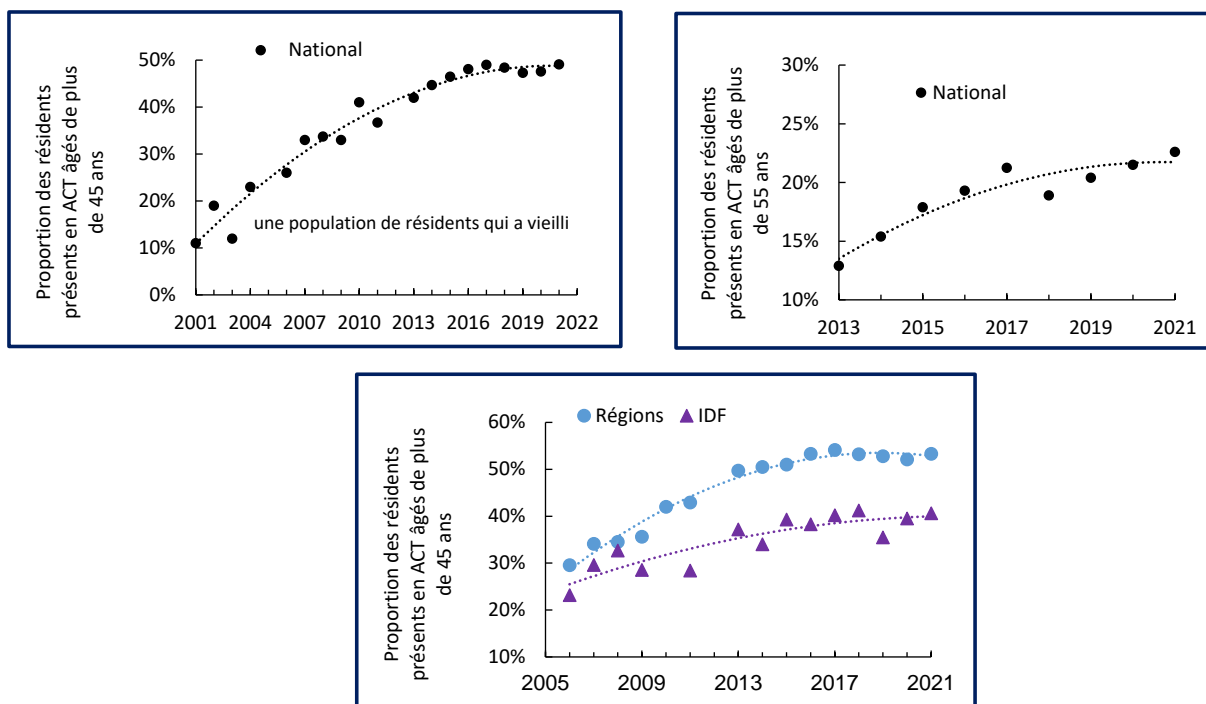 Proportion des résidents
présents en ACT âgés de plus
de 45 ans
National
50%
40%
30%
20%
10%
0%
une population de résidents qui a vieilli
2001 2004 2007 2010 2013 2016 2019 2022
Proportion des résidents
présents en ACT âgés de plus
de 55 ans
30%
National
25%
20%
15%
10%
2013 2015 2017 2019 2021
Proportion des résidents
présents en ACT âgés de plus
de 45 ans
Régions IDF
60%
50%
40%
30%
20%
10%
2005 2009 2013 2017 2021